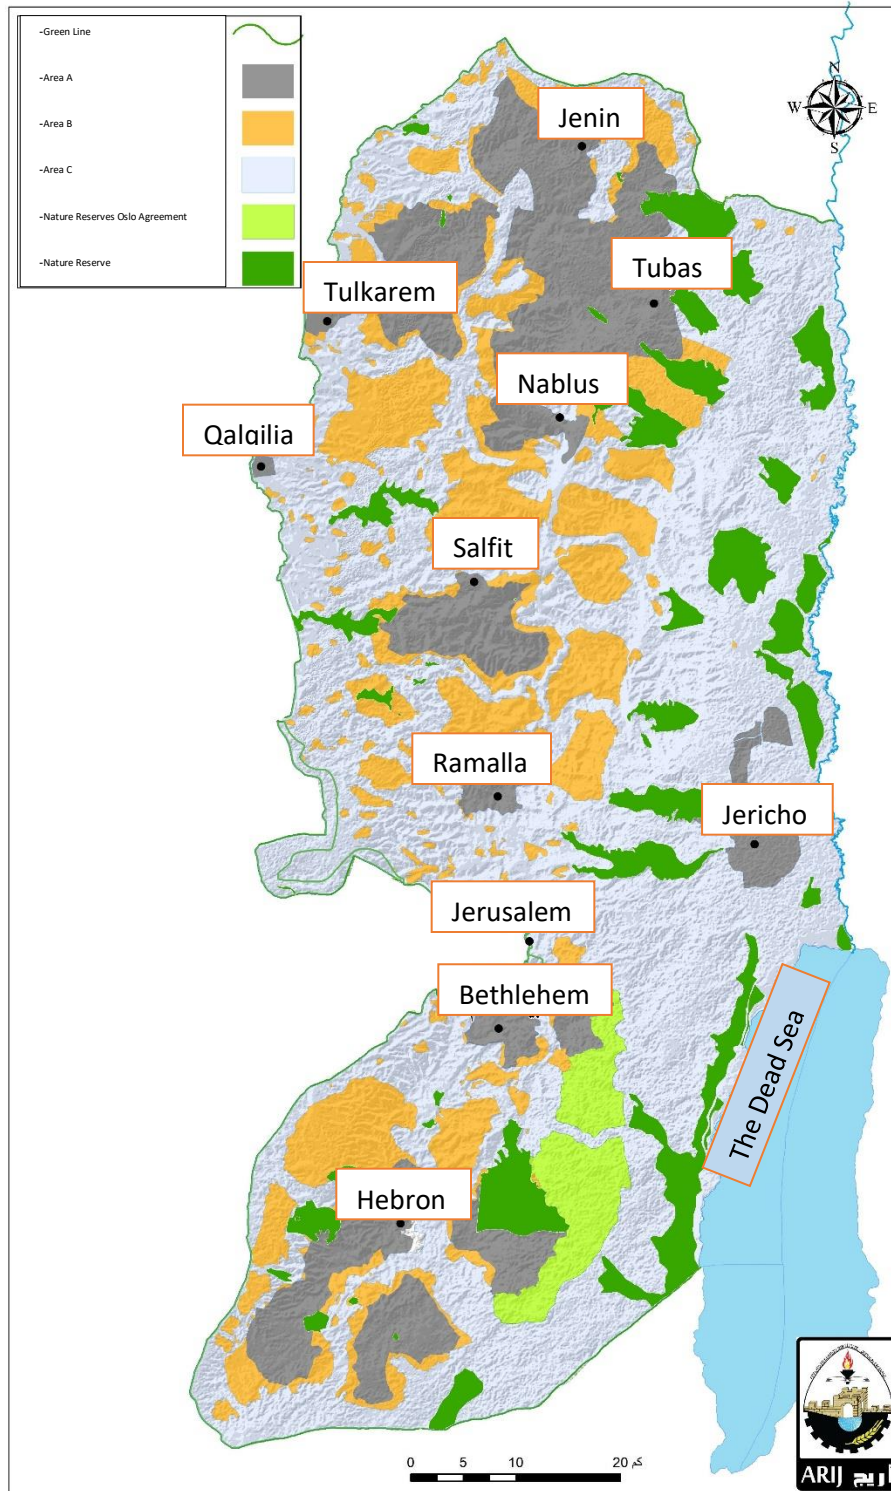 -Green Line
-Area A
-Area B
-Area C
-Nature Reserves Oslo Agreement
-Nature Reserve
N
W E
S
Jenin
Tubas
Tulkarem
Nablus
Qalqilia
Salfit
Ramalla
Jericho
Jerusalem
Bethlehem
The Dead Sea
Hebron
0 5 10 20 كم
ARIJ أريج